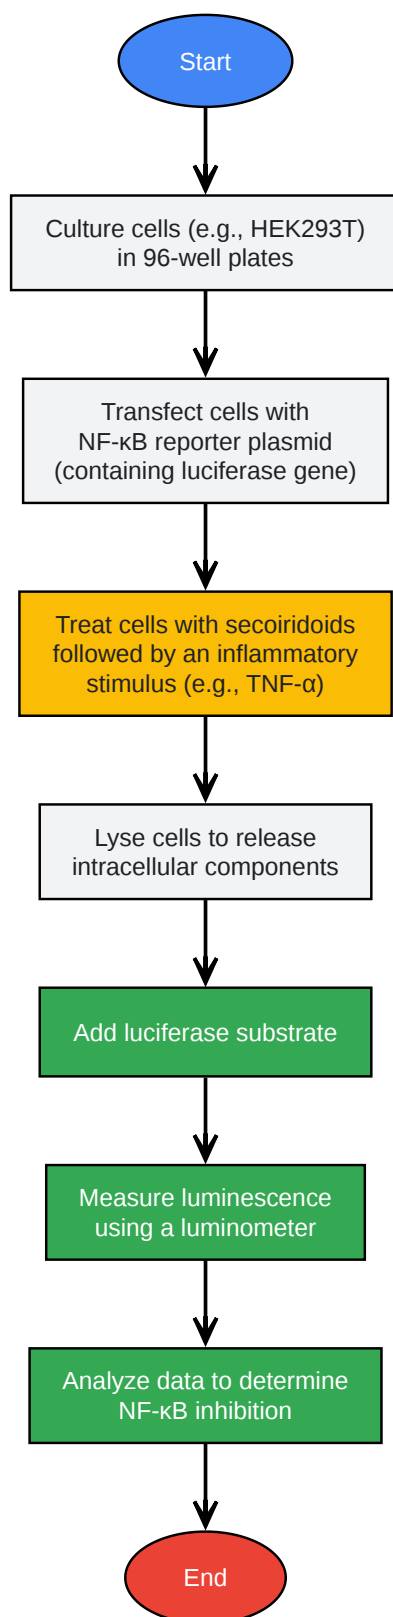 Start
Culture cells (e.g., HEK293T)
in 96-well plates
Transfect cells with
NF-κB reporter plasmid
(containing luciferase gene)
Treat cells with secoiridoids
followed by an inflammatory
stimulus (e.g., TNF-α)
Lyse cells to release
intracellular components
Add luciferase substrate
Measure luminescence
using a luminometer
Analyze data to determine
NF-κB inhibition
End